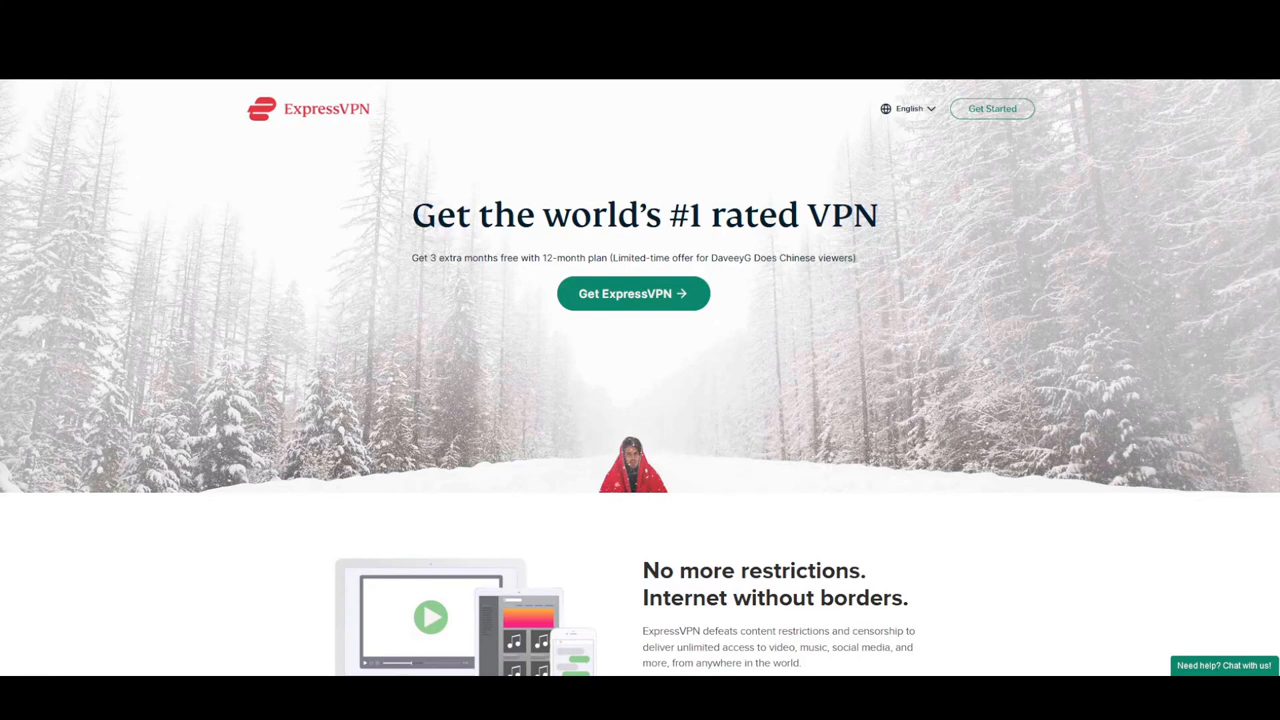 ExpressVPN
English
Get Started
Get the world's #1 rated VPN
Get 3 extra months free with 12-month plan (Limited-time offer for DaveeyG Does Chinese viewers)
Get ExpressVPN →
No more restrictions.
Internet without borders.
ExpressVPN defeats content restrictions and censorship to
deliver unlimited access to video, music, social media, and
more, from anywhere in the world.
Need help? Chat with us!